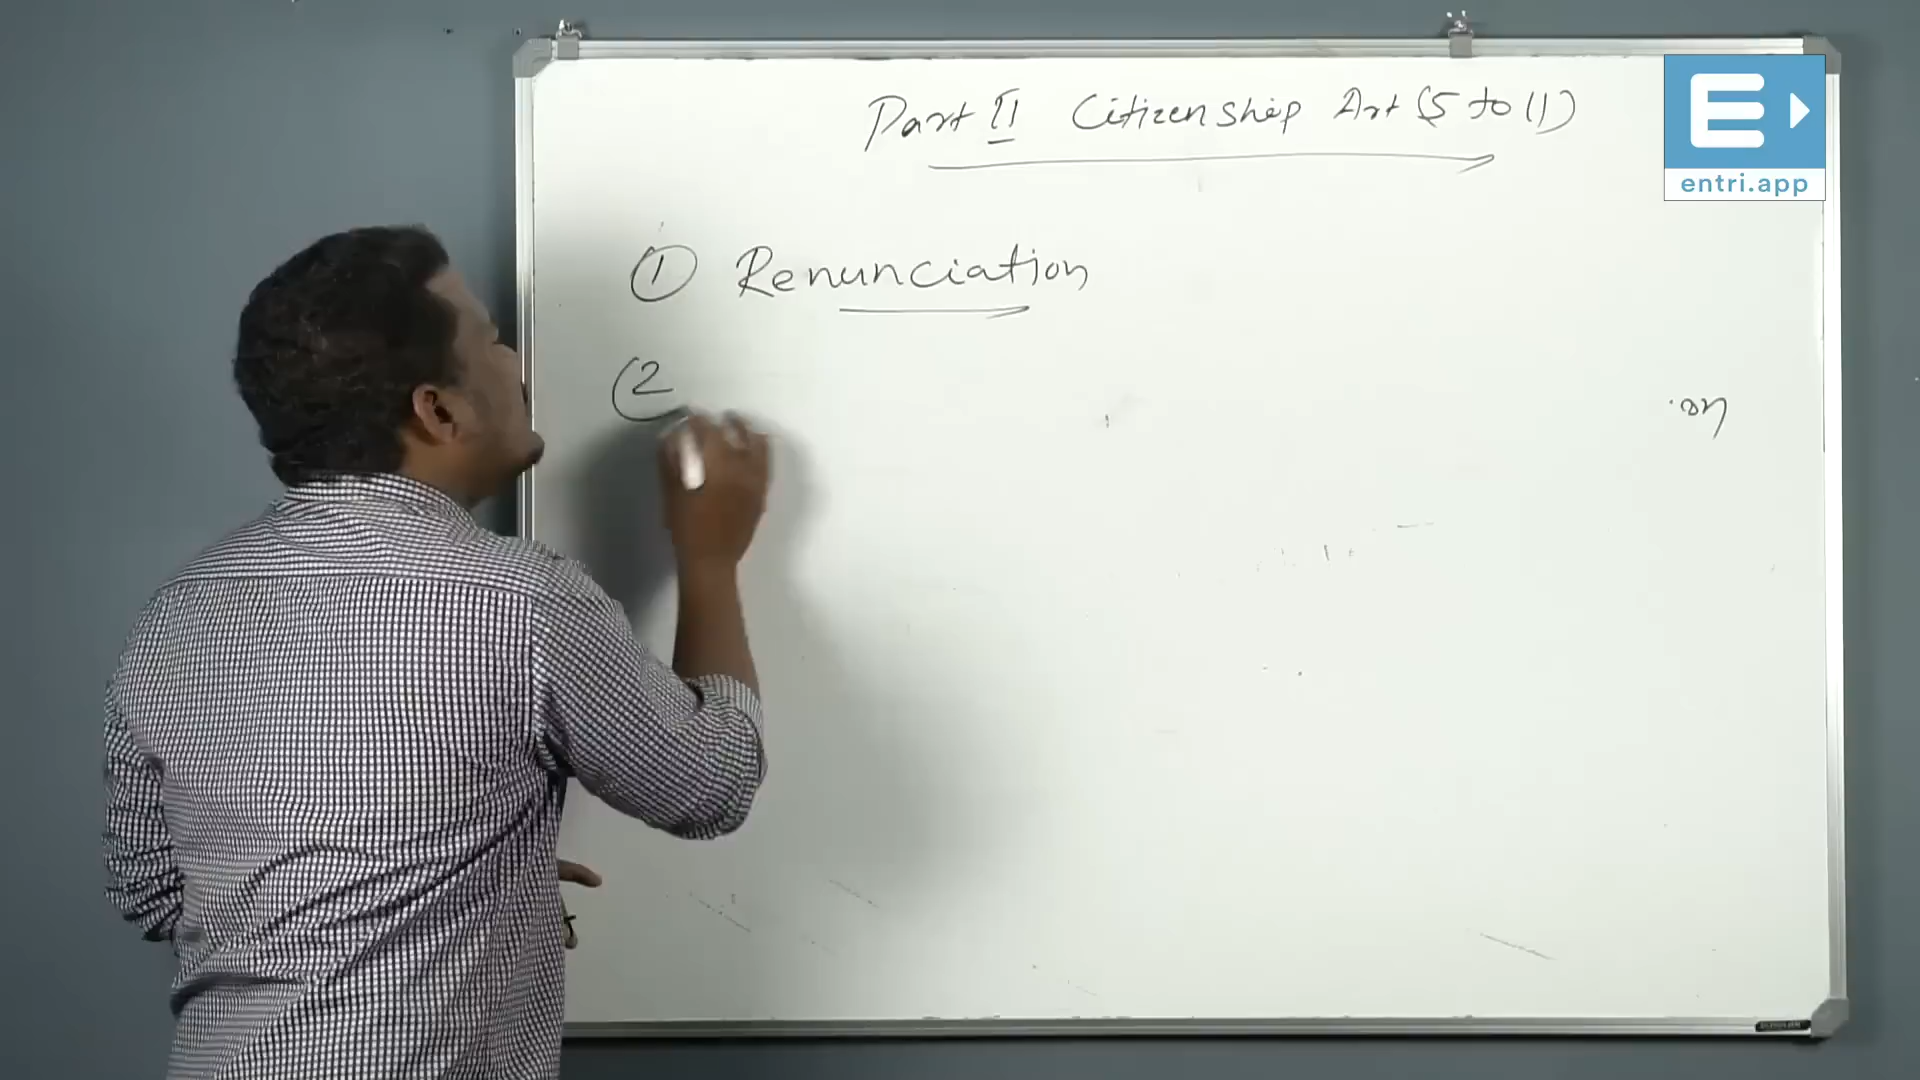 Part II Citizenship Art (5 to 11)
E
entri.app
① Renunciation
2
on